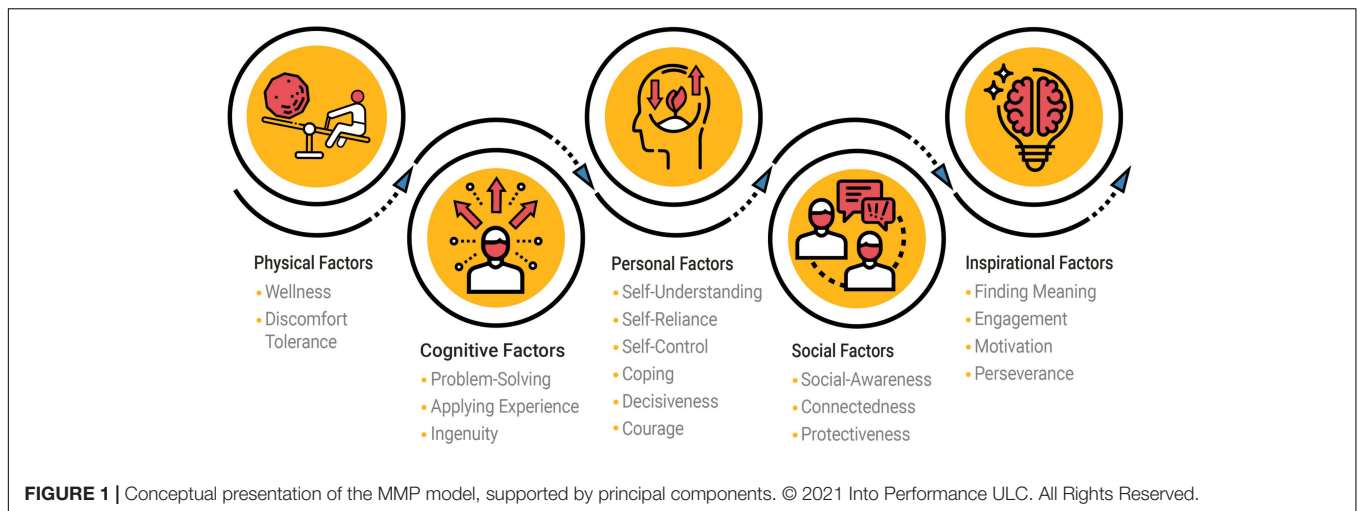 Physical Factors
• Wellness
• Discomfort
Tolerance
Cognitive Factors
• Problem-Solving
• Applying Experience
• Ingenuity
Personal Factors
• Self-Understanding
• Self-Reliance
• Self-Control
• Coping
• Decisiveness
• Courage
Social Factors
• Social-Awareness
• Connectedness
• Protectiveness
Inspirational Factors
• Finding Meaning
• Engagement
• Motivation
• Perseverance
FIGURE 1 | Conceptual presentation of the MMP model, supported by principal components. © 2021 Into Performance ULC. All Rights Reserved.